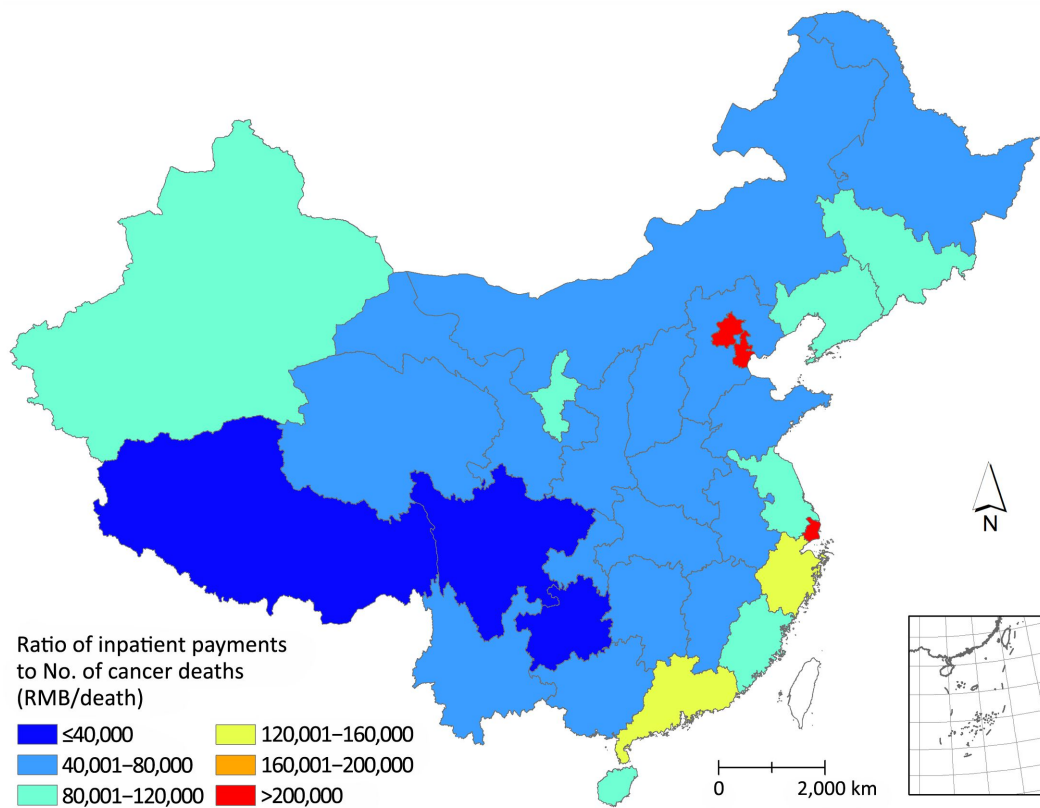 N
Ratio of inpatient payments
to No. of cancer deaths
(RMB/death)
≤40,000
40,001–80,000
80,001–120,000
120,001–160,000
160,001–200,000
>200,000
0 2,000 km